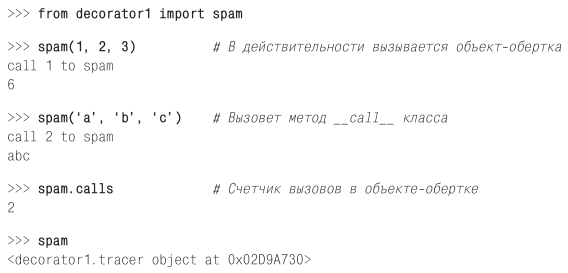 >>> from decorator1 import spam
>>> spam(1, 2, 3) # В действительности вызывается объект-обертка
call 1 to spam
6
>>> spam(‘a’, ‘b’, ‘c’) # Вызовет метод __call__ класса
call 2 to spam
abc
>>> spam.calls # Счетчик вызовов в объекте-обертке
2
>>> spam
<decorator1.tracer object at 0x02D9A730>